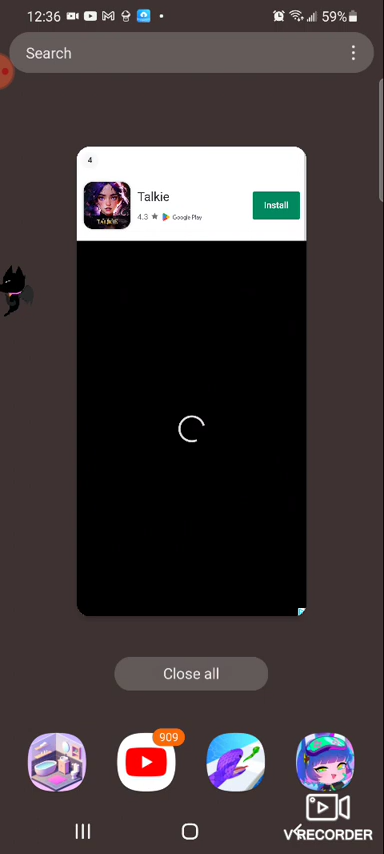 12:36
59%
Search
4
Talkie
4.3 ★ Google Play
Install
Close all
909
VRECORDER